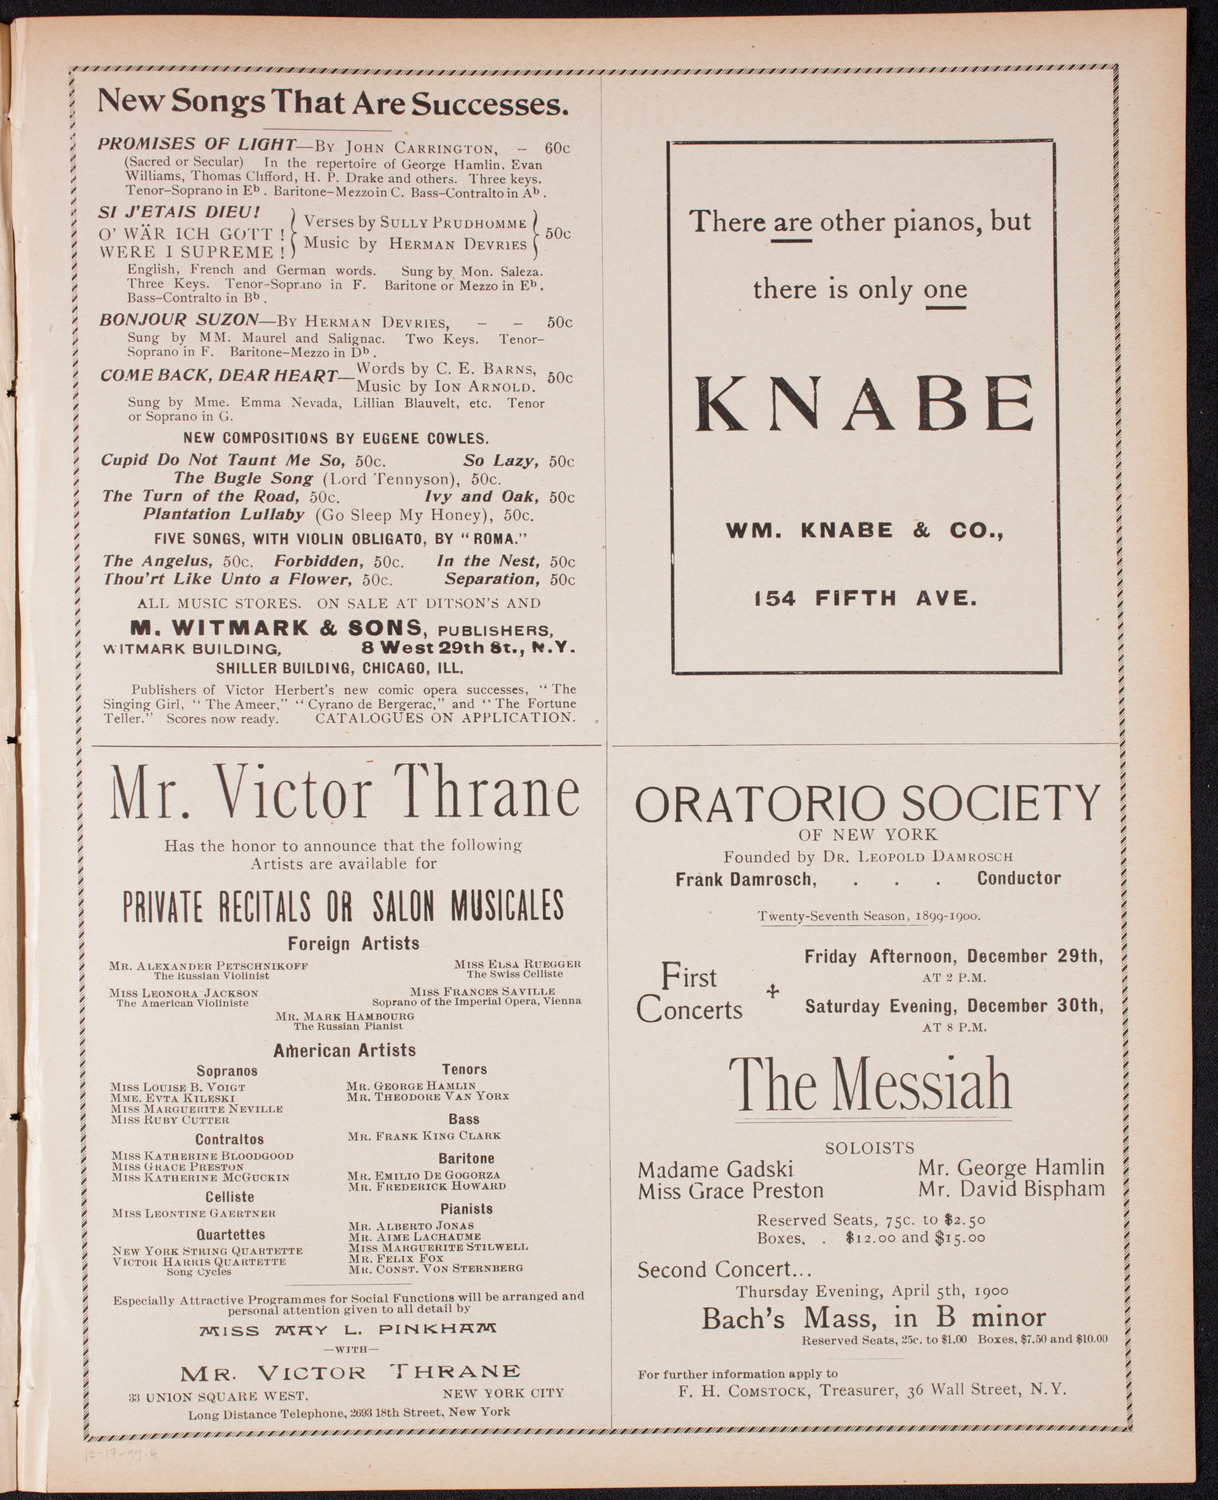 New Songs That Are Successes.
PROMISES OF LIGHT—By John Carrington, – 60c
(Sacred or Secular) In the repertoire of George Hamlin, Evan
Williams, Thomas Clifford, H. P. Drake and others. Three keys.
Tenor–Soprano in E♭. Baritone–Mezzo in C. Bass–Contralto in A♭.
SI J'ETAIS DIEU!
O' WÄR ICH GOTT !
WERE I SUPREME !
Verses by Sully Prudhomme
Music by Herman Devries
50c
English, French and German words. Sung by Mon. Saleza.
Three Keys. Tenor–Soprano in F. Baritone or Mezzo in E♭.
Bass–Contralto in B♭.
BONJOUR SUZON—By Herman Devries, – – 50c
Sung by MM. Maurel and Salignac. Two Keys. Tenor–
Soprano in F. Baritone–Mezzo in D♭.
COME BACK, DEAR HEART—Words by C. E. Barns,
Music by Ion Arnold. 50c
Sung by Mme. Emma Nevada, Lillian Blauvelt, etc. Tenor
or Soprano in G.
NEW COMPOSITIONS BY EUGENE COWLES.
Cupid Do Not Taunt Me So, 50c. So Lazy, 50c
The Bugle Song (Lord Tennyson), 50c.
The Turn of the Road, 50c. Ivy and Oak, 50c
Plantation Lullaby (Go Sleep My Honey), 50c.
FIVE SONGS, WITH VIOLIN OBLIGATO, BY "ROMA."
The Angelus, 50c. Forbidden, 50c. In the Nest, 50c
Thou'rt Like Unto a Flower, 50c. Separation, 50c
ALL MUSIC STORES. ON SALE AT DITSON'S AND
M. WITMARK & SONS, PUBLISHERS,
WITMARK BUILDING, 8 West 29th St., N.Y.
SHILLER BUILDING, CHICAGO, ILL.
Publishers of Victor Herbert's new comic opera successes, "The
Singing Girl, "The Ameer," "Cyrano de Bergerac," and "The Fortune
Teller." Scores now ready. CATALOGUES ON APPLICATION.
There are other pianos, but
there is only one
KNABE
WM. KNABE & CO.,
154 FIFTH AVE.
Mr. Victor Thrane
Has the honor to announce that the following
Artists are available for
PRIVATE RECITALS OR SALON MUSICALES
Foreign Artists
Mr. Alexander Petschnikoff
The Russian Violinist
Miss Elsa Ruegger
The Swiss Celliste
Miss Leonora Jackson
The American Violiniste
Miss Frances Saville
Soprano of the Imperial Opera, Vienna
Mr. Mark Hambourg
The Russian Pianist
American Artists
Sopranos
Miss Louise B. Voigt
Mme. Evta Kileski
Miss Marguerite Neville
Miss Ruby Cutter
Contraltos
Miss Katherine Bloodgood
Miss Grace Preston
Miss Katherine McGuckin
Celliste
Miss Leontine Gaertner
Quartettes
New York String Quartette
Victor Harris Quartette
Song Cycles
Tenors
Mr. George Hamlin
Mr. Theodore Van Yorx
Bass
Mr. Frank King Clark
Baritone
Mr. Emilio De Gogorza
Mr. Frederick Howard
Pianists
Mr. Alberto Jonas
Mr. Aime Lachaume
Miss Marguerite Stilwell
Mr. Felix Fox
Mr. Const. Von Sternberg
Especially Attractive Programmes for Social Functions will be arranged and
personal attention given to all detail by
MISS MAY L. PINKHAM
—WITH—
MR. VICTOR THRANE
33 UNION SQUARE WEST, NEW YORK CITY
Long Distance Telephone, 2693 18th Street, New York
ORATORIO SOCIETY
OF NEW YORK
Founded by Dr. Leopold Damrosch
Frank Damrosch, . . . Conductor
Twenty-Seventh Season, 1899-1900.
First
Concerts
Friday Afternoon, December 29th,
AT 2 P.M.
Saturday Evening, December 30th,
AT 8 P.M.
The Messiah
SOLOISTS
Madame Gadski Mr. George Hamlin
Miss Grace Preston Mr. David Bispham
Reserved Seats, 75c. to $2.50
Boxes, . $12.00 and $15.00
Second Concert...
Thursday Evening, April 5th, 1900
Bach's Mass, in B minor
Reserved Seats, 25c. to $1.00 Boxes, $7.50 and $10.00
For further information apply to
F. H. Comstock, Treasurer, 36 Wall Street, N.Y.
12-17-99.4